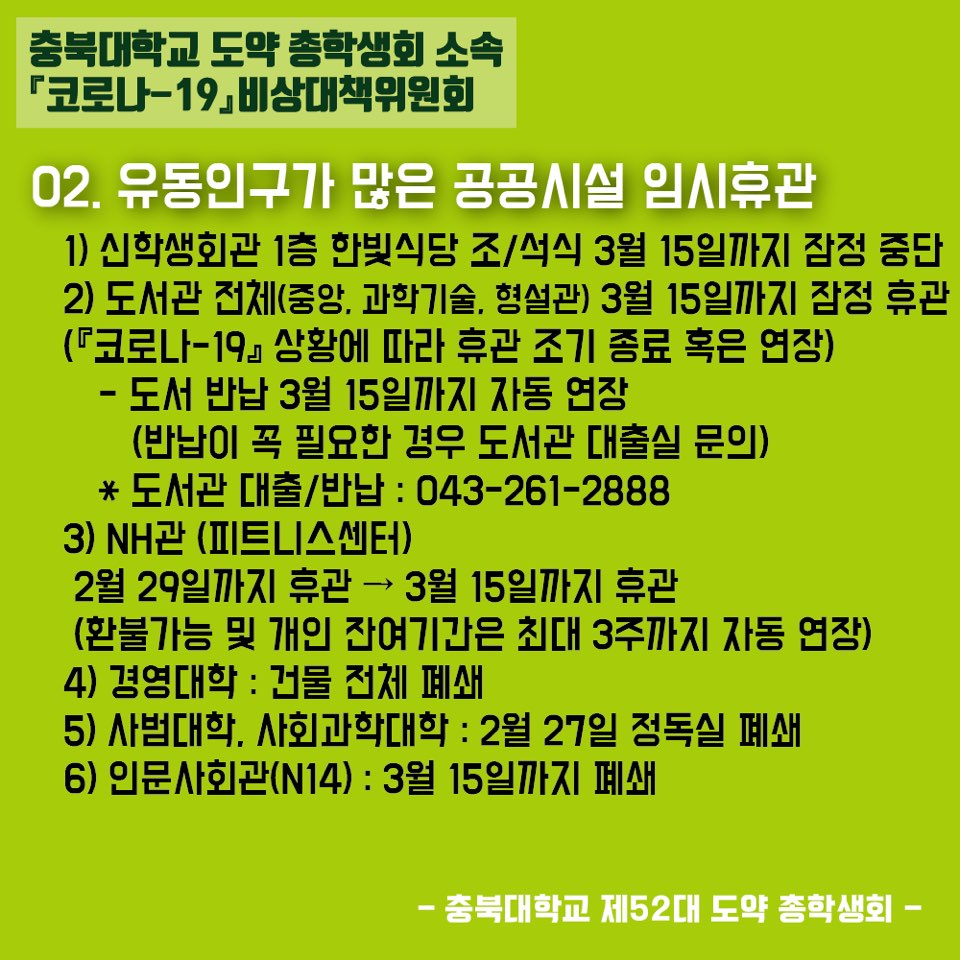 충북대학교 도약 총학생회 소속
『코로나-19』비상대책위원회
02. 유동인구가 많은 공공시설 임시휴관
1) 신학생회관 1층 한빛식당 조/석식 3월 15일까지 잠정 중단
2) 도서관 전체(중앙, 과학기술, 형설관) 3월 15일까지 잠정 휴관
(『코로나-19』 상황에 따라 휴관 조기 종료 혹은 연장)
- 도서 반납 3월 15일까지 자동 연장
(반납이 꼭 필요한 경우 도서관 대출실 문의)
* 도서관 대출/반납 : 043-261-2888
3) NH관 (피트니스센터)
2월 29일까지 휴관 → 3월 15일까지 휴관
(환불가능 및 개인 잔여기간은 최대 3주까지 자동 연장)
4) 경영대학 : 건물 전체 폐쇄
5) 사범대학, 사회과학대학 : 2월 27일 정독실 폐쇄
6) 인문사회관(N14) : 3월 15일까지 폐쇄
- 충북대학교 제52대 도약 총학생회 -